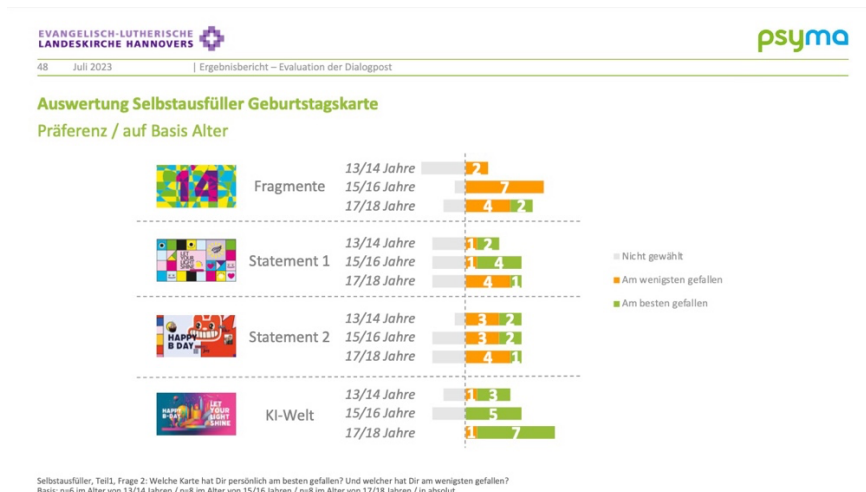 EVANGELISCH-LUTHERISCHE
LANDESKIRCHE HANNOVERS
psyma
48 Juli 2023 | Ergebnisbericht – Evaluation der Dialogpost
Auswertung Selbstausfüller Geburtstagskarte
Präferenz / auf Basis Alter
14
Fragmente
13/14 Jahre 2
15/16 Jahre 7
17/18 Jahre 4 2
LET YOUR LIGHT SHINE
Statement 1
13/14 Jahre 1 2
15/16 Jahre 1 4
17/18 Jahre 4 1
HAPPY
B DAY
Statement 2
13/14 Jahre 3 2
15/16 Jahre 3 2
17/18 Jahre 4 1
HAPPY
B-DAY
LET
YOUR
LIGHT
SHINE
KI-Welt
13/14 Jahre 1 3
15/16 Jahre 5
17/18 Jahre 1 7
Nicht gewählt
Am wenigsten gefallen
Am besten gefallen
Selbstausfüller, Teil1, Frage 2: Welche Karte hat Dir persönlich am besten gefallen? Und welcher hat Dir am wenigsten gefallen?
Basis: n=6 im Alter von 13/14 Jahren / n=8 im Alter von 15/16 Jahren / n=8 im Alter von 17/18 Jahren / in absolut